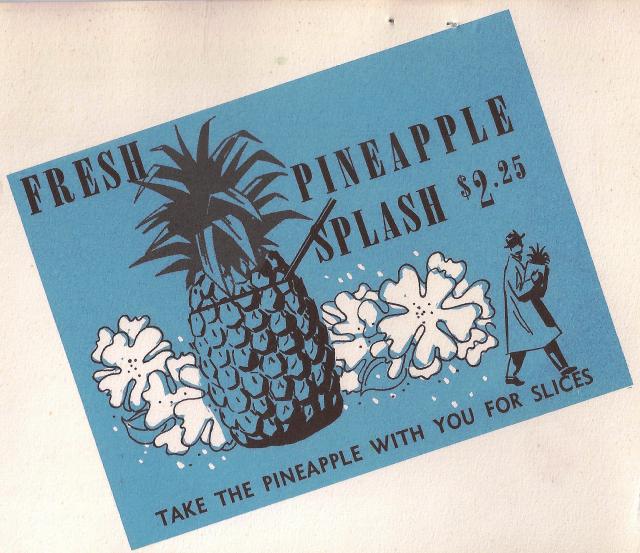 FRESH PINEAPPLE
SPLASH $2.25
TAKE THE PINEAPPLE WITH YOU FOR SLICES